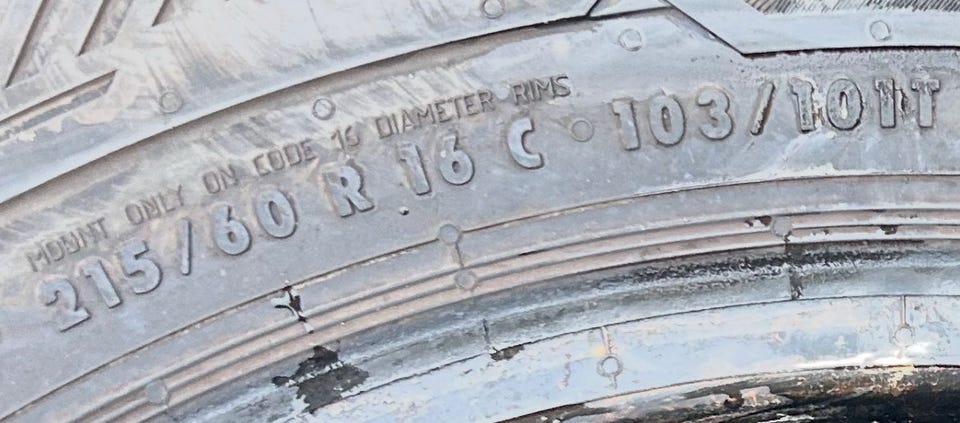 MOUNT ONLY ON CODE 16 DIAMETER RIMS
215/60 R 16 C 103/101T